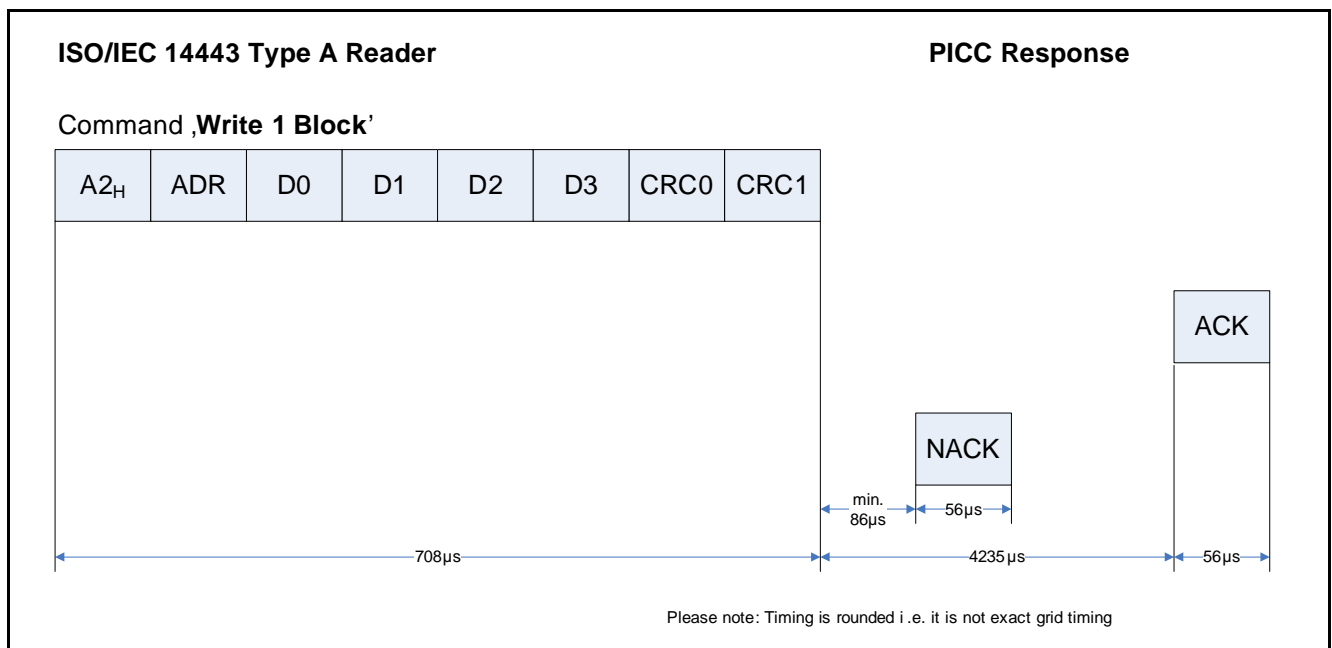 ISO/IEC 14443 Type A Reader
PICC Response
Command ‚Write 1 Block’
A2H ADR D0 D1 D2 D3 CRC0 CRC1
ACK
NACK
min.
86µs
56µs
708µs
4235µs
56µs
Please note: Timing is rounded i .e. it is not exact grid timing